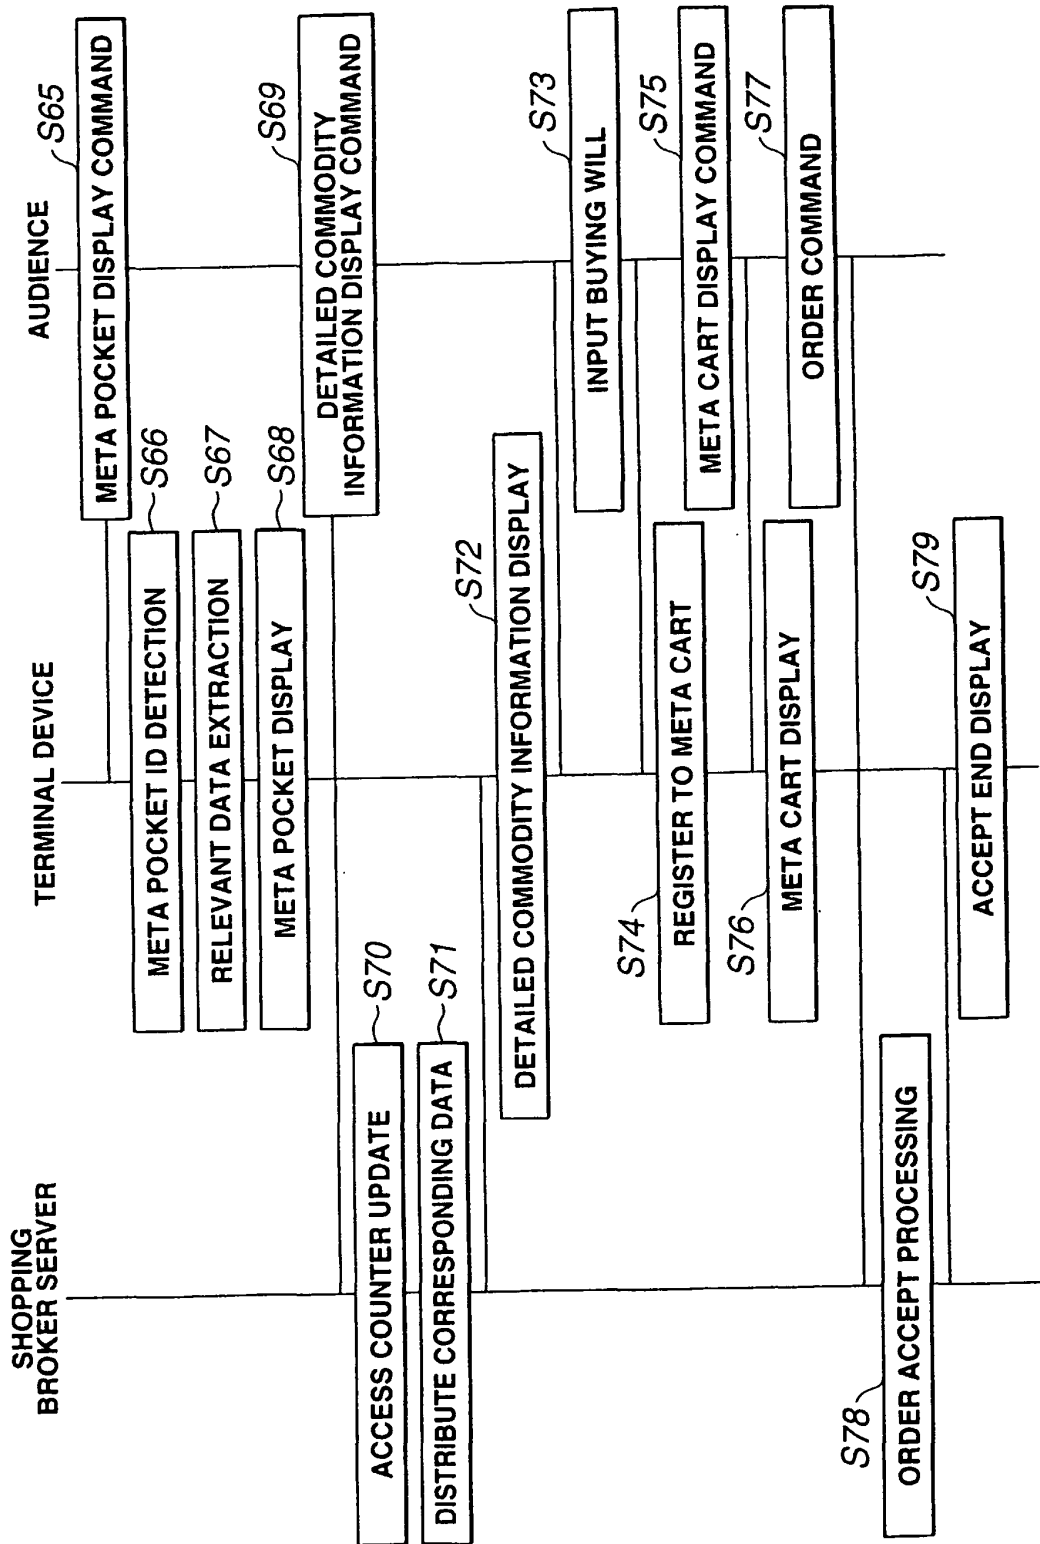 SHOPPING
BROKER SERVER
TERMINAL DEVICE
AUDIENCE
S65
META POCKET DISPLAY COMMAND
META POCKET ID DETECTION
S66
RELEVANT DATA EXTRACTION
S67
META POCKET DISPLAY
S68
S69
DETAILED COMMODITY
INFORMATION DISPLAY COMMAND
ACCESS COUNTER UPDATE
S70
DISTRIBUTE CORRESPONDING DATA
S71
S72
DETAILED COMMODITY INFORMATION DISPLAY
S73
INPUT BUYING WILL
S74
REGISTER TO META CART
S75
META CART DISPLAY COMMAND
S76
META CART DISPLAY
S77
ORDER COMMAND
S78
ORDER ACCEPT PROCESSING
S79
ACCEPT END DISPLAY